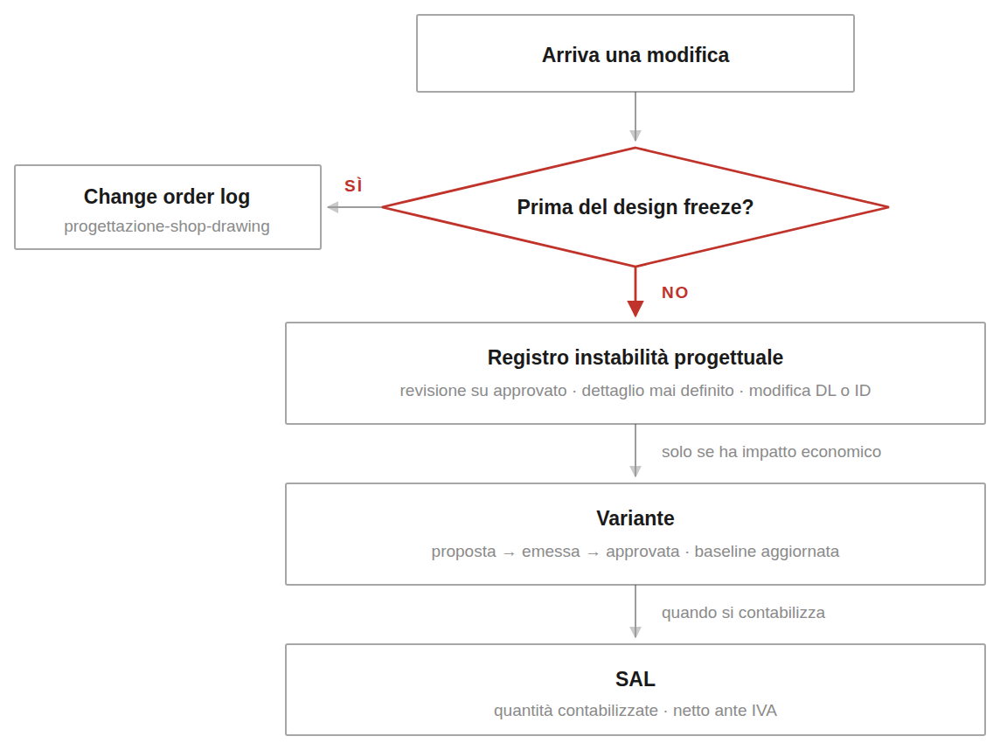 Arriva una modifica
Change order log
progettazione-shop-drawing
SÌ
Prima del design freeze?
NO
Registro instabilità progettuale
revisione su approvato · dettaglio mai definito · modifica DL o ID
solo se ha impatto economico
Variante
proposta → emessa → approvata · baseline aggiornata
quando si contabilizza
SAL
quantità contabilizzate · netto ante IVA